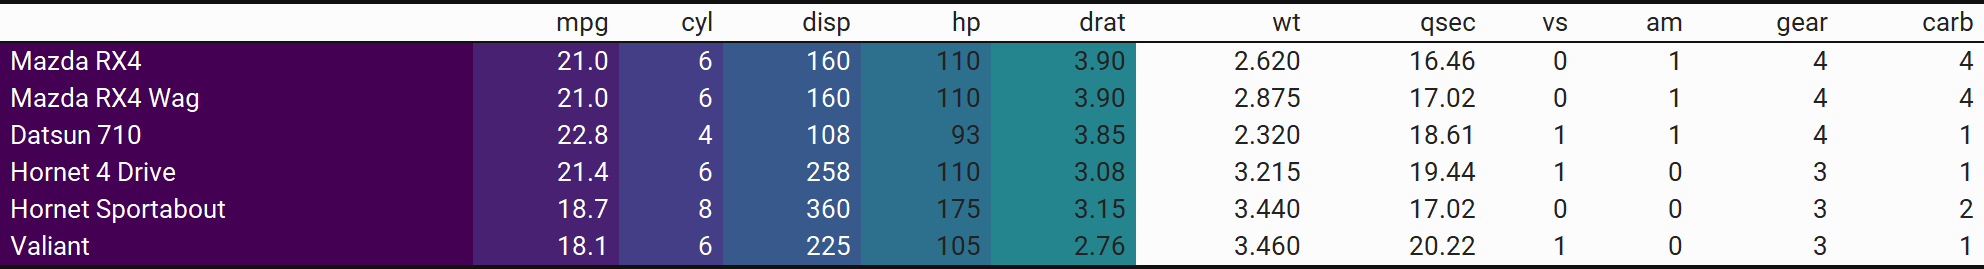 mpg cyl disp hp drat wt qsec vs am gear carb
Mazda RX4 21.0 6 160 110 3.90 2.620 16.46 0 1 4 4
Mazda RX4 Wag 21.0 6 160 110 3.90 2.875 17.02 0 1 4 4
Datsun 710 22.8 4 108 93 3.85 2.320 18.61 1 1 4 1
Hornet 4 Drive 21.4 6 258 110 3.08 3.215 19.44 1 0 3 1
Hornet Sportabout 18.7 8 360 175 3.15 3.440 17.02 0 0 3 2
Valiant 18.1 6 225 105 2.76 3.460 20.22 1 0 3 1